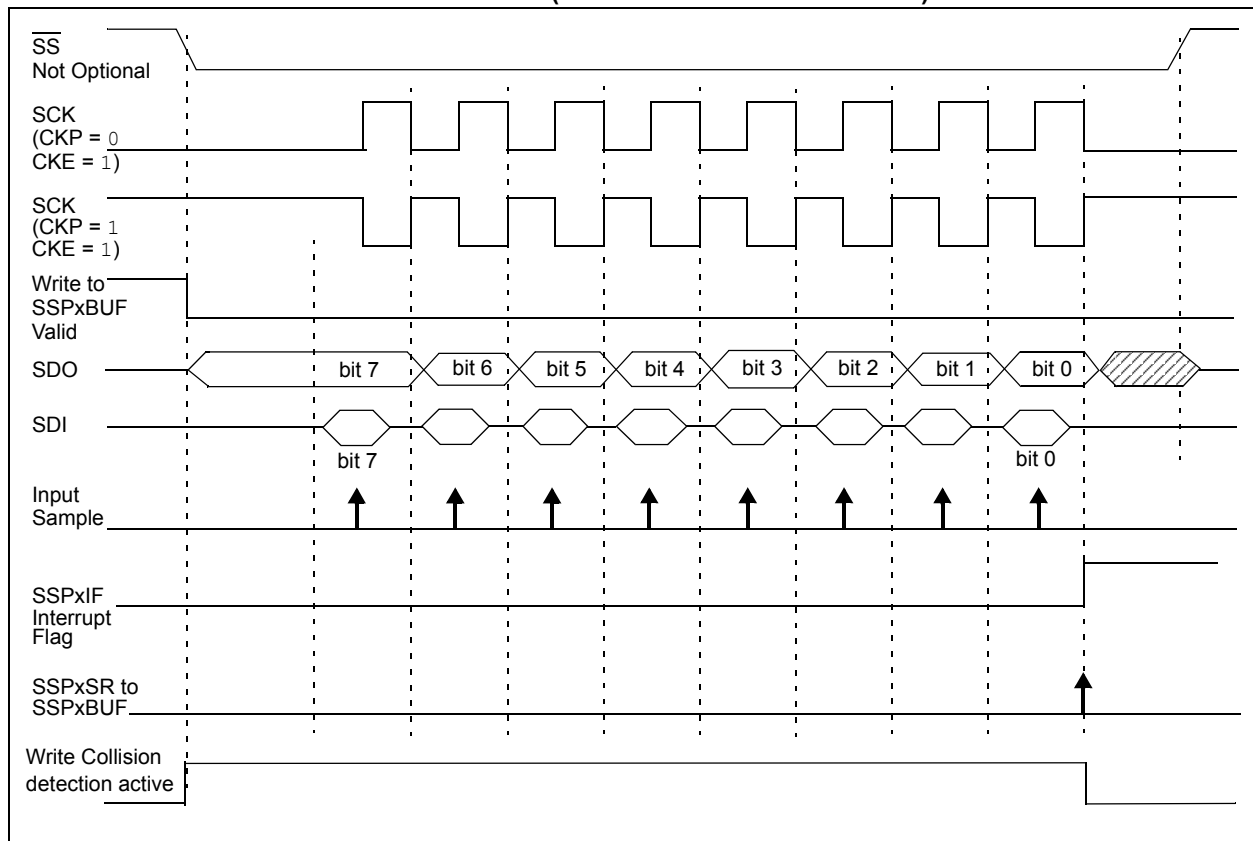 SS
Not Optional
SCK
(CKP = 0
CKE = 1)
SCK
(CKP = 1
CKE = 1)
Write to
SSPxBUF
Valid
SDO
bit 7 bit 6 bit 5 bit 4 bit 3 bit 2 bit 1 bit 0
SDI
bit 7 bit 0
Input
Sample
SSPxIF
Interrupt
Flag
SSPxSR to
SSPxBUF
Write Collision
detection active